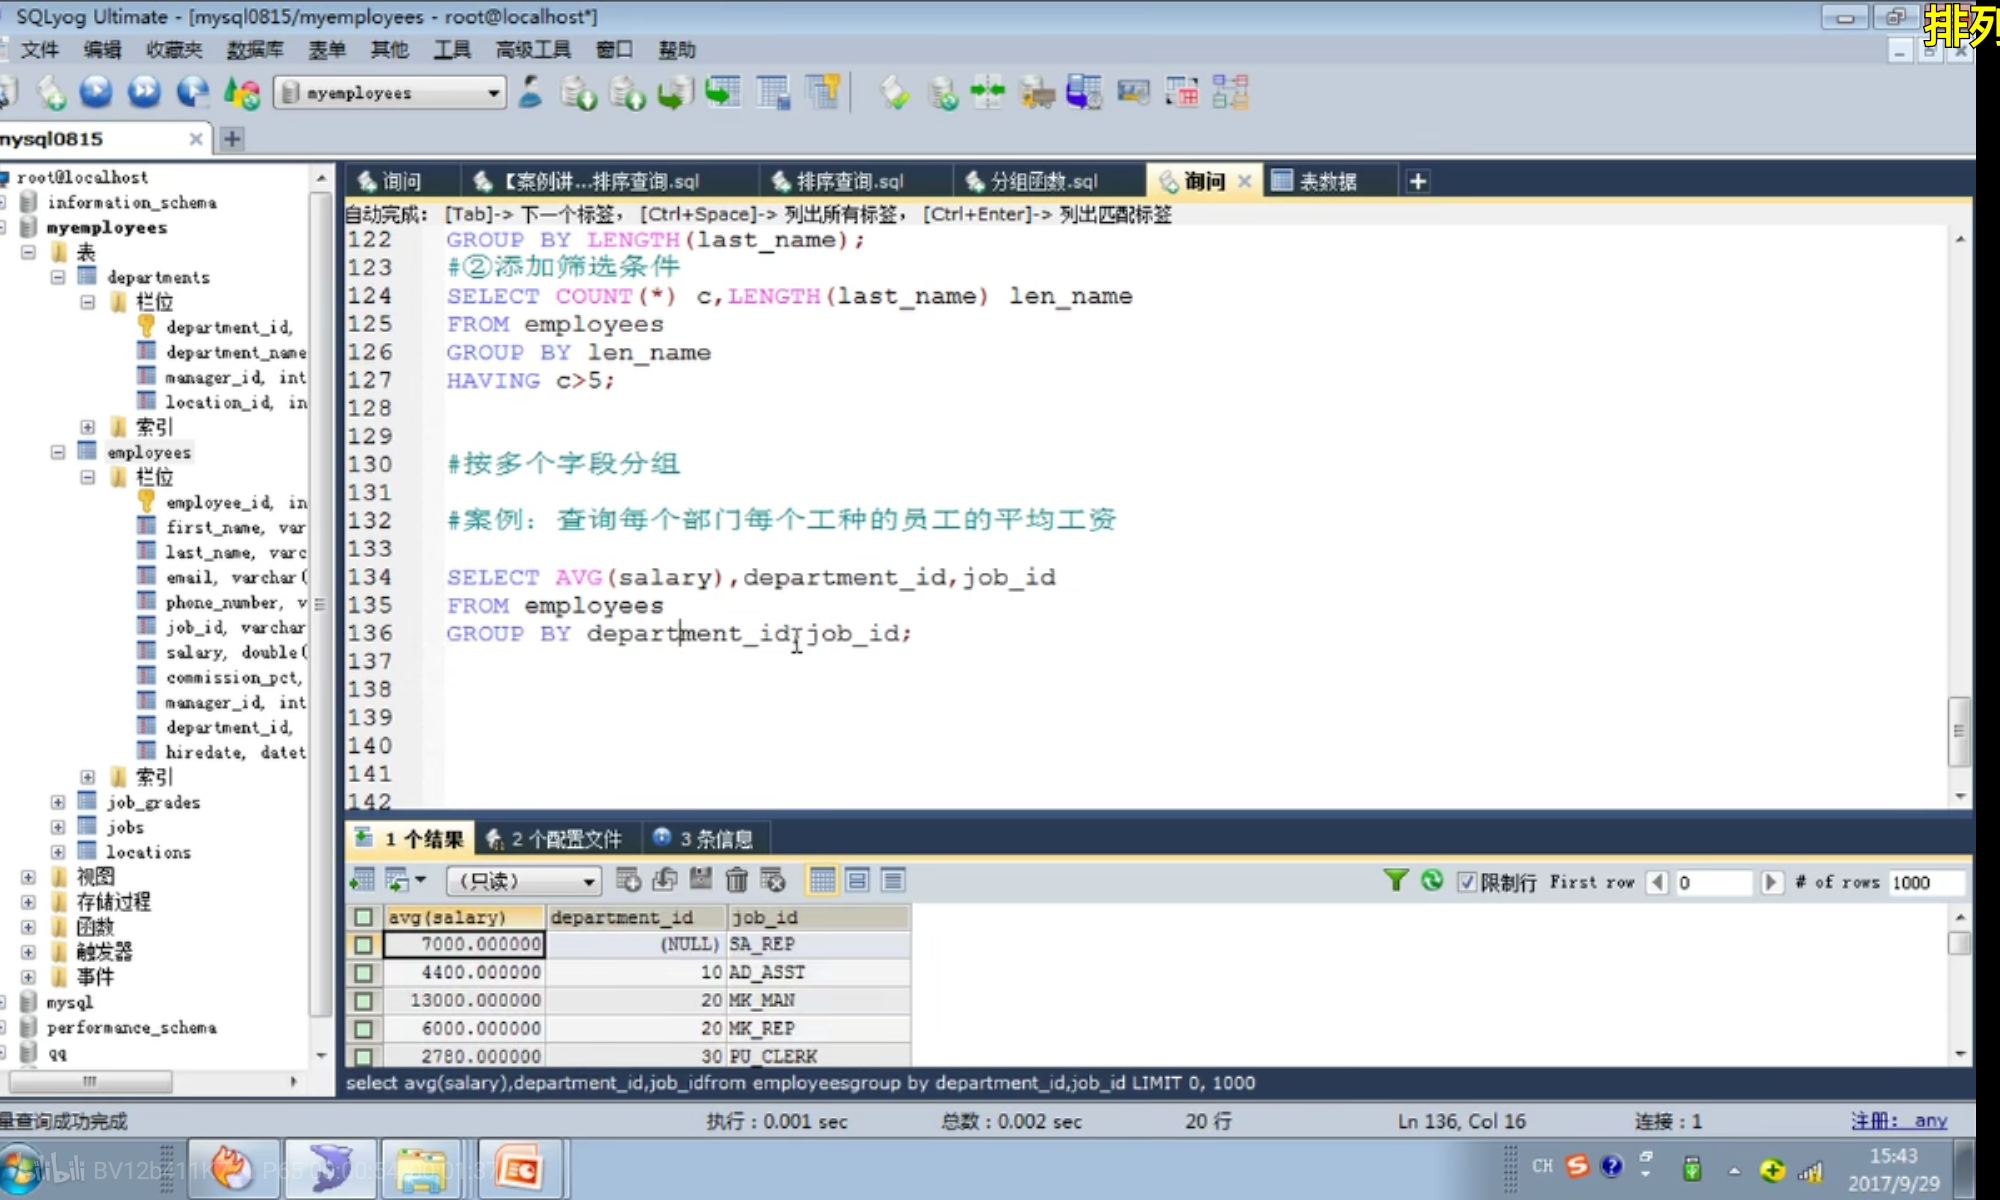 SQLyog Ultimate - [mysql0815/myemployees - root@localhost*]
排列
文件 编辑 收藏夹 数据库 表单 其他 工具 高级工具 窗口 帮助
myemployees
mysql0815
root@localhost
information_schema
myemployees
表
departments
栏位
department_id,
department_name
manager_id, int
location_id, in
索引
employees
栏位
employee_id, in
first_name, var
last_name, varc
email, varchar(
phone_number, v
job_id, varchar
salary, double(
commission_pct,
manager_id, int
department_id,
hiredate, datet
索引
job_grades
jobs
locations
视图
存储过程
函数
触发器
事件
mysql
performance_schema
qq
询问 【案例讲...排序查询.sql 排序查询.sql 分组函数.sql 询问 表数据
自动完成: [Tab]-> 下一个标签, [Ctrl+Space]-> 列出所有标签, [Ctrl+Enter]-> 列出匹配标签
122 GROUP BY LENGTH(last_name);
123 #②添加筛选条件
124 SELECT COUNT(*) c,LENGTH(last_name) len_name
125 FROM employees
126 GROUP BY len_name
127 HAVING c>5;
128
129
130 #按多个字段分组
131
132 #案例: 查询每个部门每个工种的员工的平均工资
133
134 SELECT AVG(salary),department_id,job_id
135 FROM employees
136 GROUP BY department_id,job_id;
137
138
139
140
141
142
1 个结果 2 个配置文件 3 条信息
(只读) 限制行 First row 0 # of rows 1000
avg(salary) department_id job_id
7000.000000 (NULL) SA_REP
4400.000000 10 AD_ASST
13000.000000 20 MK_MAN
6000.000000 20 MK_REP
2780.000000 30 PU_CLERK
select avg(salary),department_id,job_idfrom employeesgroup by department_id,job_id LIMIT 0, 1000
量查询成功完成 执行: 0.001 sec 总数: 0.002 sec 20 行 Ln 136, Col 16 连接: 1 注册: any
CH
15:43
2017/9/29